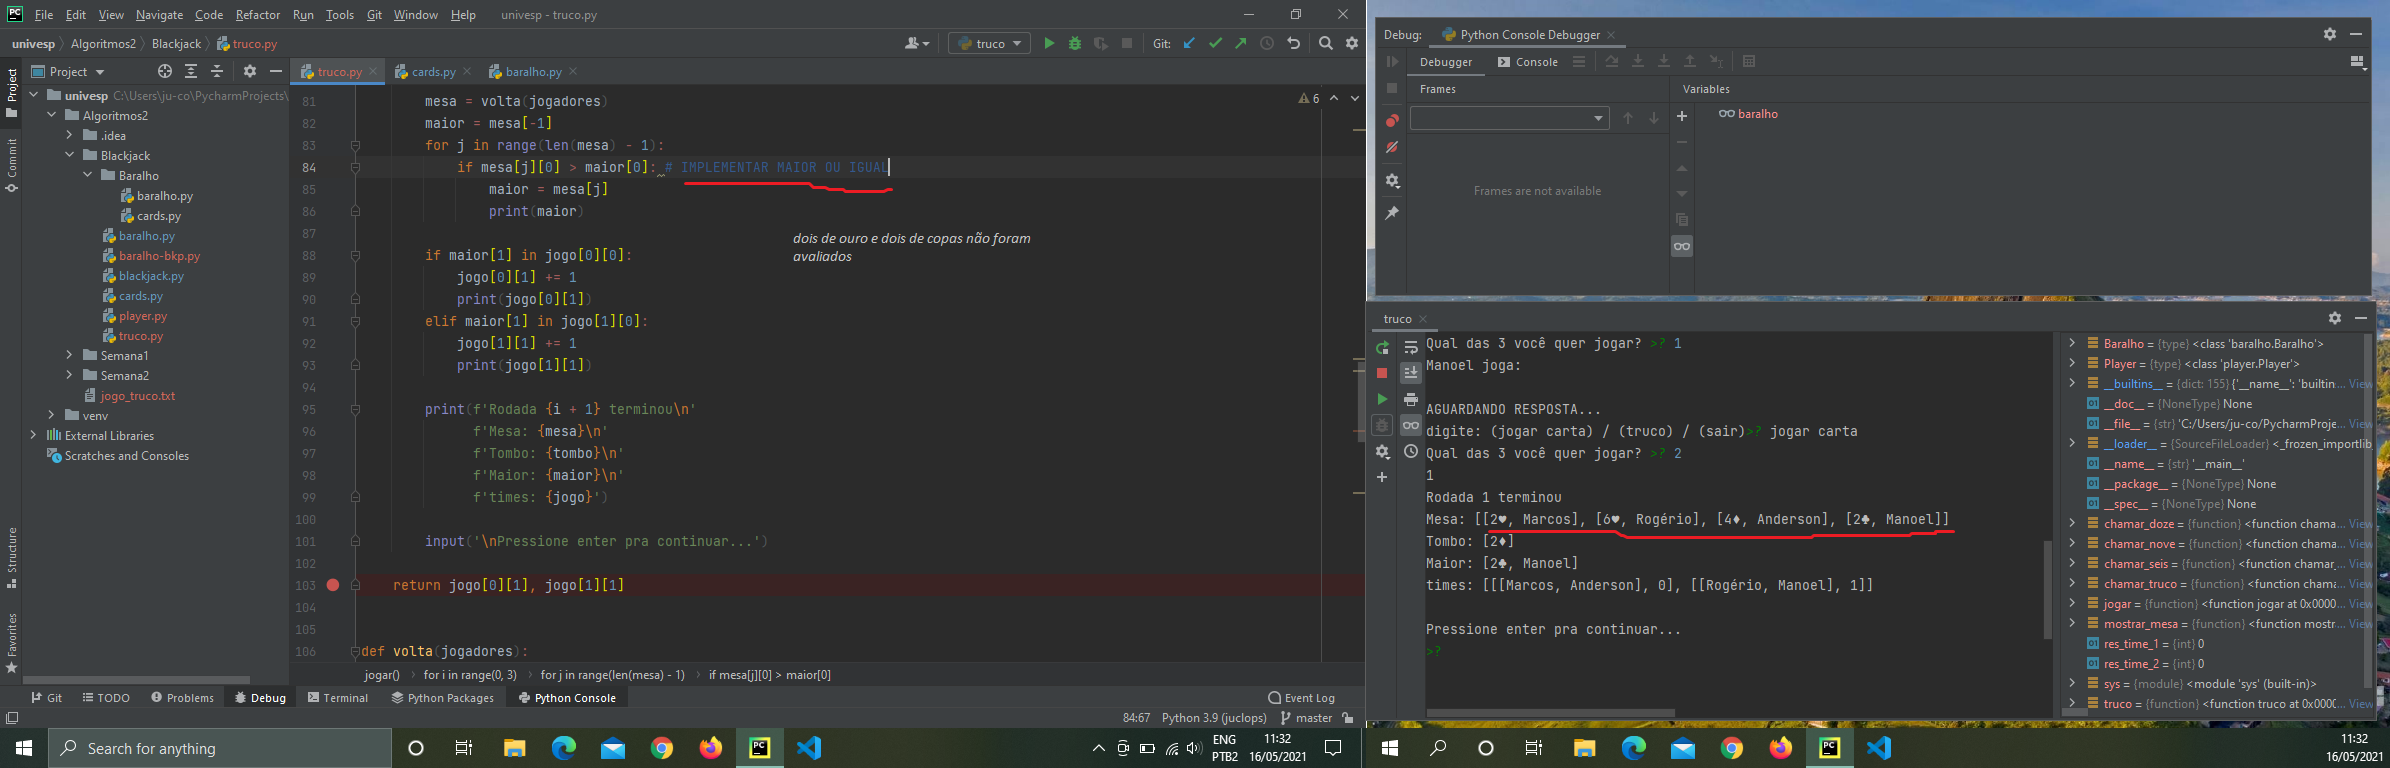 File Edit View Navigate Code Refactor Run Tools Git Window Help univesp - truco.py
univesp Algoritmos2 Blackjack truco.py
truco Git:
Project
truco.py cards.py baralho.py
Project
Commit
Structure
Favorites
univesp C:\Users\ju-co\PycharmProjects\
Algoritmos2
.idea
Blackjack
Baralho
baralho.py
cards.py
baralho.py
baralho-bkp.py
blackjack.py
cards.py
player.py
truco.py
Semana1
Semana2
jogo_truco.txt
venv
External Libraries
Scratches and Consoles
6
81 mesa = volta(jogadores)
82 maior = mesa[-1]
83 for j in range(len(mesa) - 1):
84 if mesa[j][0] > maior[0]: # IMPLEMENTAR MAIOR OU IGUAL
85 maior = mesa[j]
86 print(maior)
87
dois de ouro e dois de copas não foram
avaliados
88 if maior[1] in jogo[0][0]:
89 jogo[0][1] += 1
90 print(jogo[0][1])
91 elif maior[1] in jogo[1][0]:
92 jogo[1][1] += 1
93 print(jogo[1][1])
94
95 print(f'Rodada {i + 1} terminou\n'
96 f'Mesa: {mesa}\n'
97 f'Tombo: {tombo}\n'
98 f'Maior: {maior}\n'
99 f'times: {jogo}')
100
101 input('\nPressione enter pra continuar...')
102
103 return jogo[0][1], jogo[1][1]
104
105
106 def volta(jogadores):
jogar() for i in range(0, 3) for j in range(len(mesa) - 1) if mesa[j][0] > maior[0]
Git TODO Problems Debug Terminal Python Packages Python Console Event Log
84:67 Python 3.9 (juclops) master
Search for anything
ENG
PTB2
11:32
16/05/2021
Debug: Python Console Debugger
Debugger Console
Frames
Variables
baralho
Frames are not available
truco
Qual das 3 você quer jogar? >? 1
Manoel joga:
AGUARDANDO RESPOSTA...
digite: (jogar carta) / (truco) / (sair)>? jogar carta
Qual das 3 você quer jogar? >? 2
1
Rodada 1 terminou
Mesa: [[2♥, Marcos], [6♥, Rogério], [4♦, Anderson], [2♣, Manoel]]
Tombo: [2♦]
Maior: [2♣, Manoel]
times: [[[Marcos, Anderson], 0], [[Rogério, Manoel], 1]]
Pressione enter pra continuar...
>?
Baralho = {type} <class 'baralho.Baralho'>
Player = {type} <class 'player.Player'>
__builtins__ = {dict: 155} {'__name__': 'builtin... View
__doc__ = {NoneType} None
__file__ = {str} 'C:/Users/ju-co/PycharmProje... View
__loader__ = {SourceFileLoader} <_frozen_importlib... View
__name__ = {str} '__main__'
__package__ = {NoneType} None
__spec__ = {NoneType} None
chamar_doze = {function} <function chama... View
chamar_nove = {function} <function chama... View
chamar_seis = {function} <function chamar_... View
chamar_truco = {function} <function chama... View
jogar = {function} <function jogar at 0x0000... View
mostrar_mesa = {function} <function mostr... View
res_time_1 = {int} 0
res_time_2 = {int} 0
sys = {module} <module 'sys' (built-in)>
truco = {function} <function truco at 0x000... View
11:32
16/05/2021